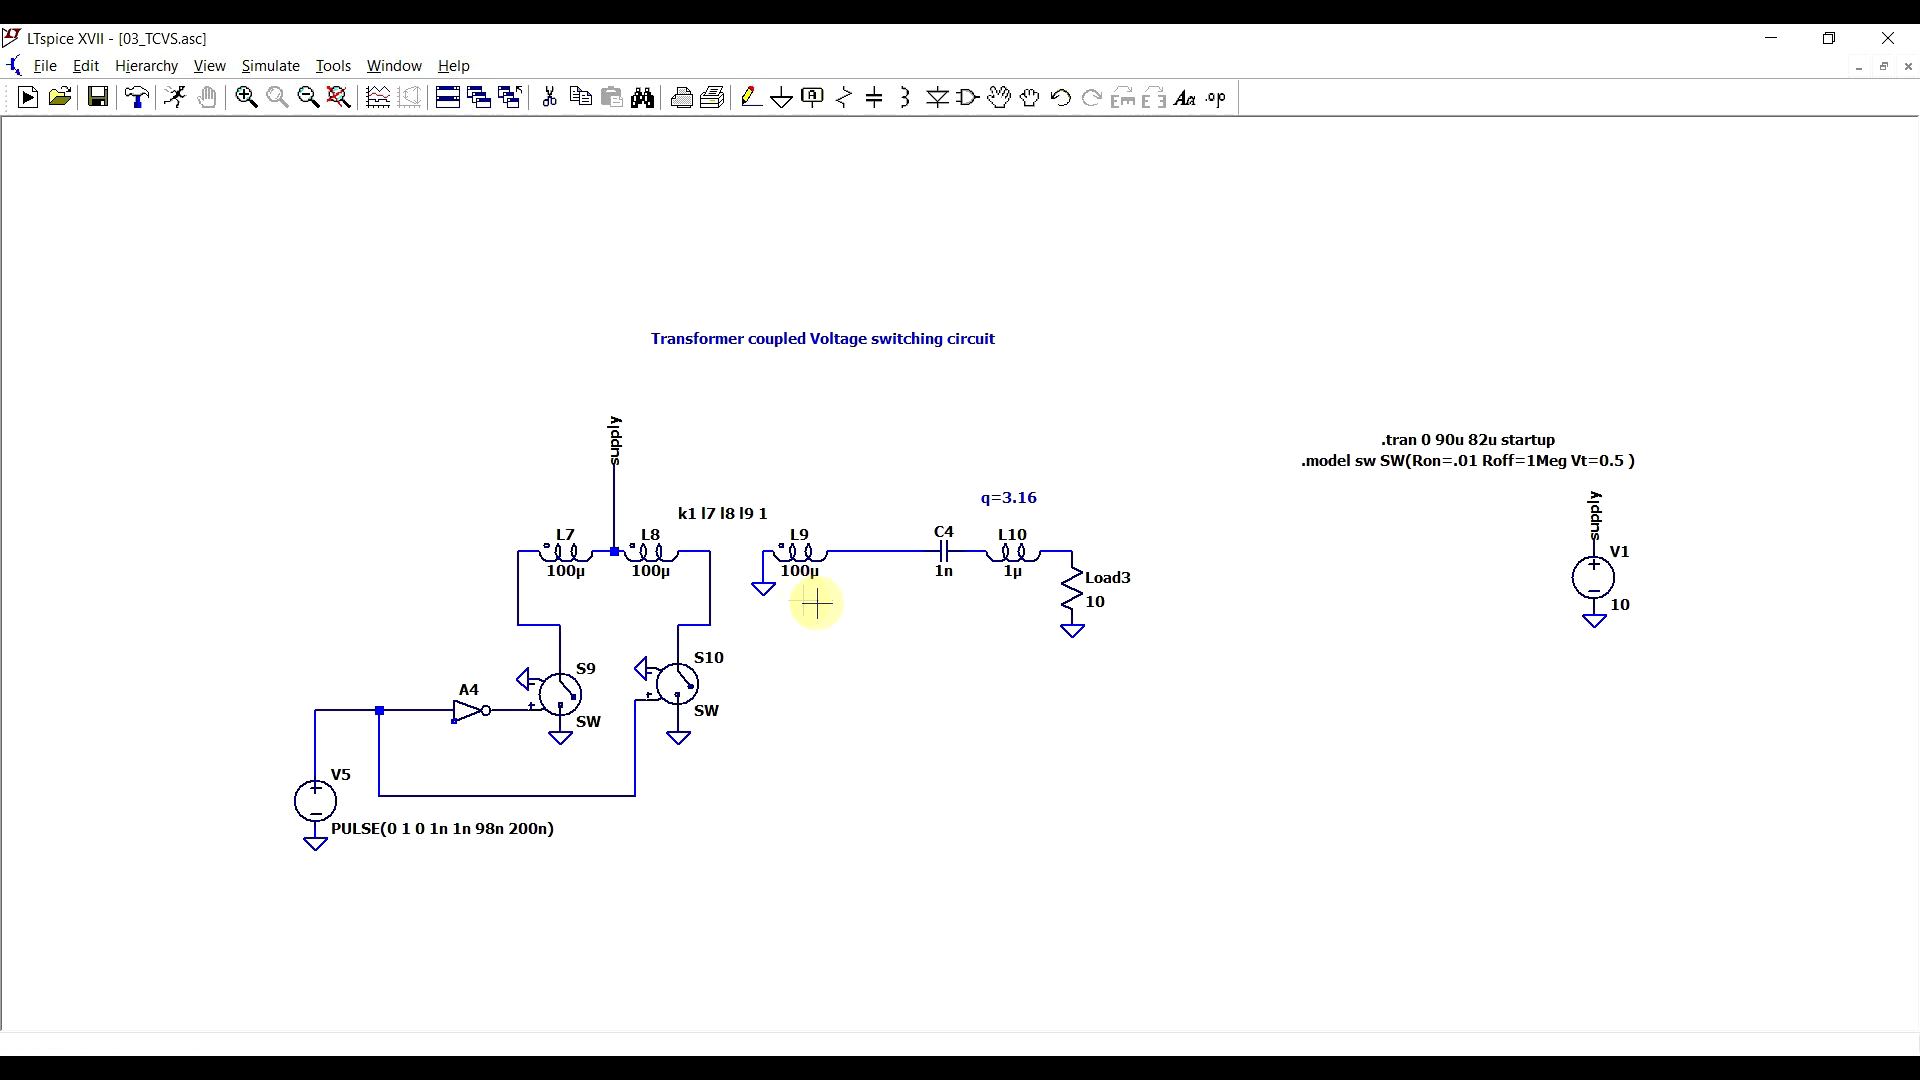 LTspice XVII - [03_TCVS.asc]
File Edit Hierarchy View Simulate Tools Window Help
Transformer coupled Voltage switching circuit
supply
.tran 0 90u 82u startup
.model sw SW(Ron=.01 Roff=1Meg Vt=0.5 )
supply
q=3.16
k1 l7 l8 l9 1
L7
L8
L9
C4
L10
V1
100µ
100µ
100µ
1n
1µ
Load3
10
10
S9
S10
A4
SW
SW
V5
PULSE(0 1 0 1n 1n 98n 200n)